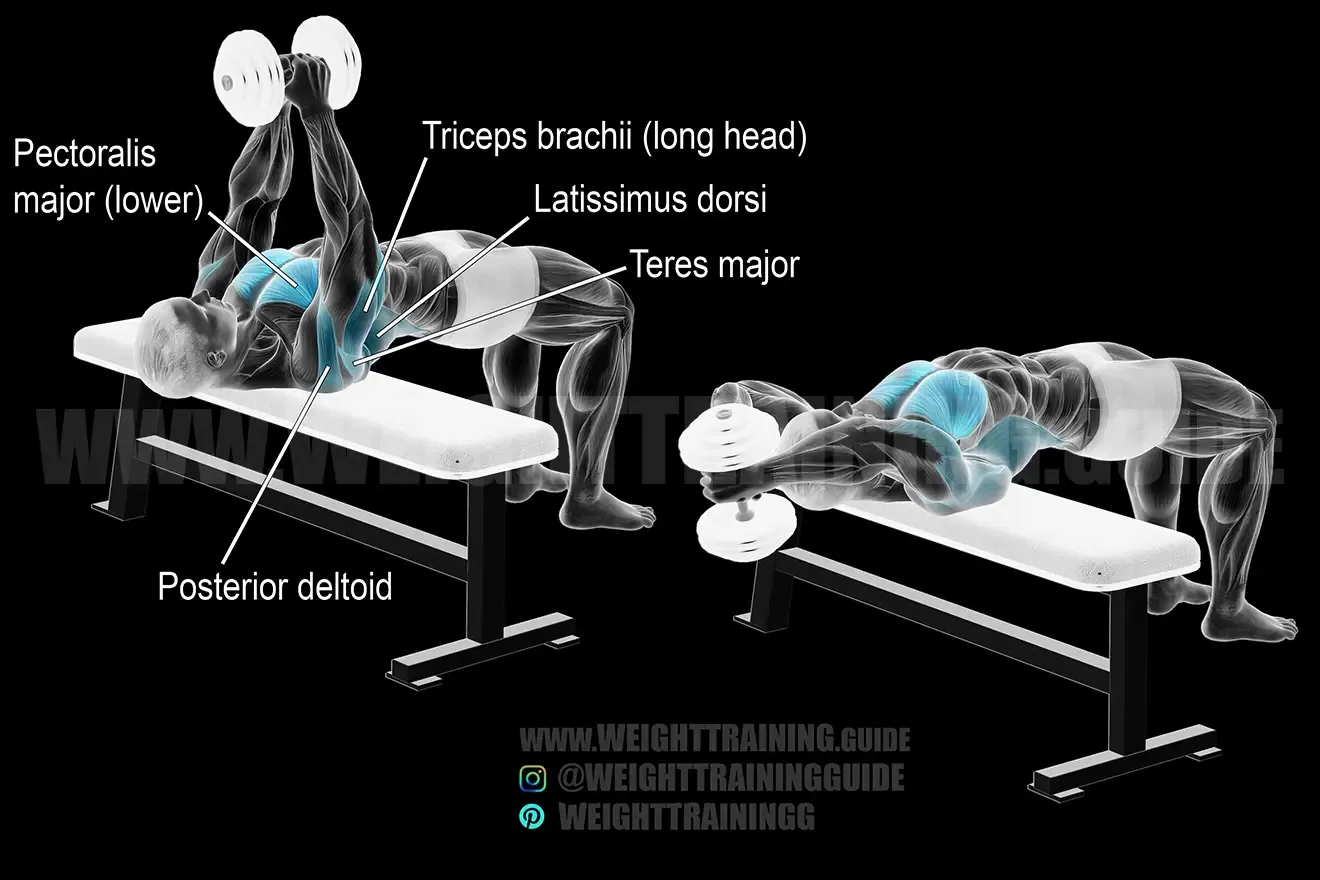 Pectoralis
major (lower)
Triceps brachii (long head)
Latissimus dorsi
Teres major
WWW.WEIGHTTRAINING.GUIDE
Posterior deltoid
WWW.WEIGHTTRAINING.GUIDE
@WEIGHTTRAININGGUIDE
WEIGHTTRAININGG